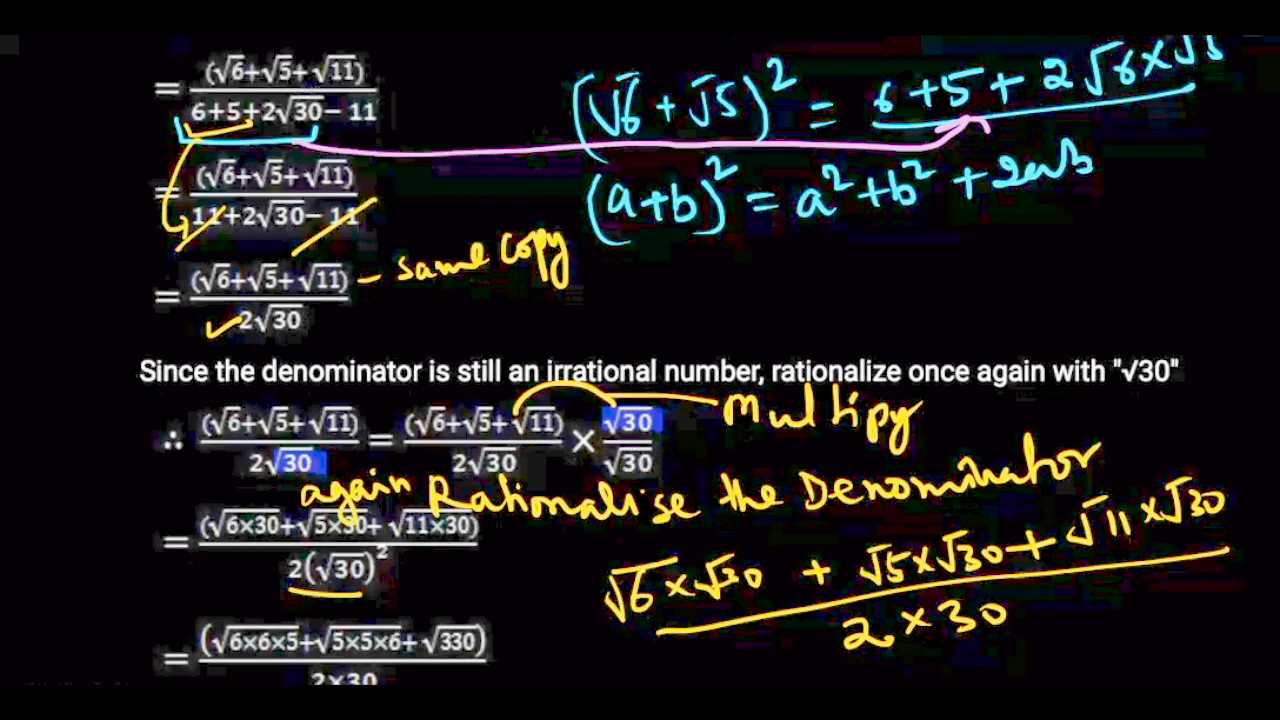 = (√6+√5+√11) / 6+5+2√30 − 11
(√6 + √5)² = 6+5+ 2√6×√5
= (√6+√5+√11) / 11+2√30− 11
(a+b)² = a² +b² +2ab
= (√6+√5+√11) / 2√30 – same copy
Since the denominator is still an irrational number, rationalize once again with "√30"
∴ (√6+√5+√11) / 2√30 = (√6+√5+√11) / 2√30 × √30 / √30 Multipy
again Rationalise the Denominator
= (√6×30+√5×30+ √11×30) / 2(√30)²
√6 ×√30 + √5×√30+√11×√30 / 2×30
= (√6×6×5+√5×5×6+√330) / 2×30